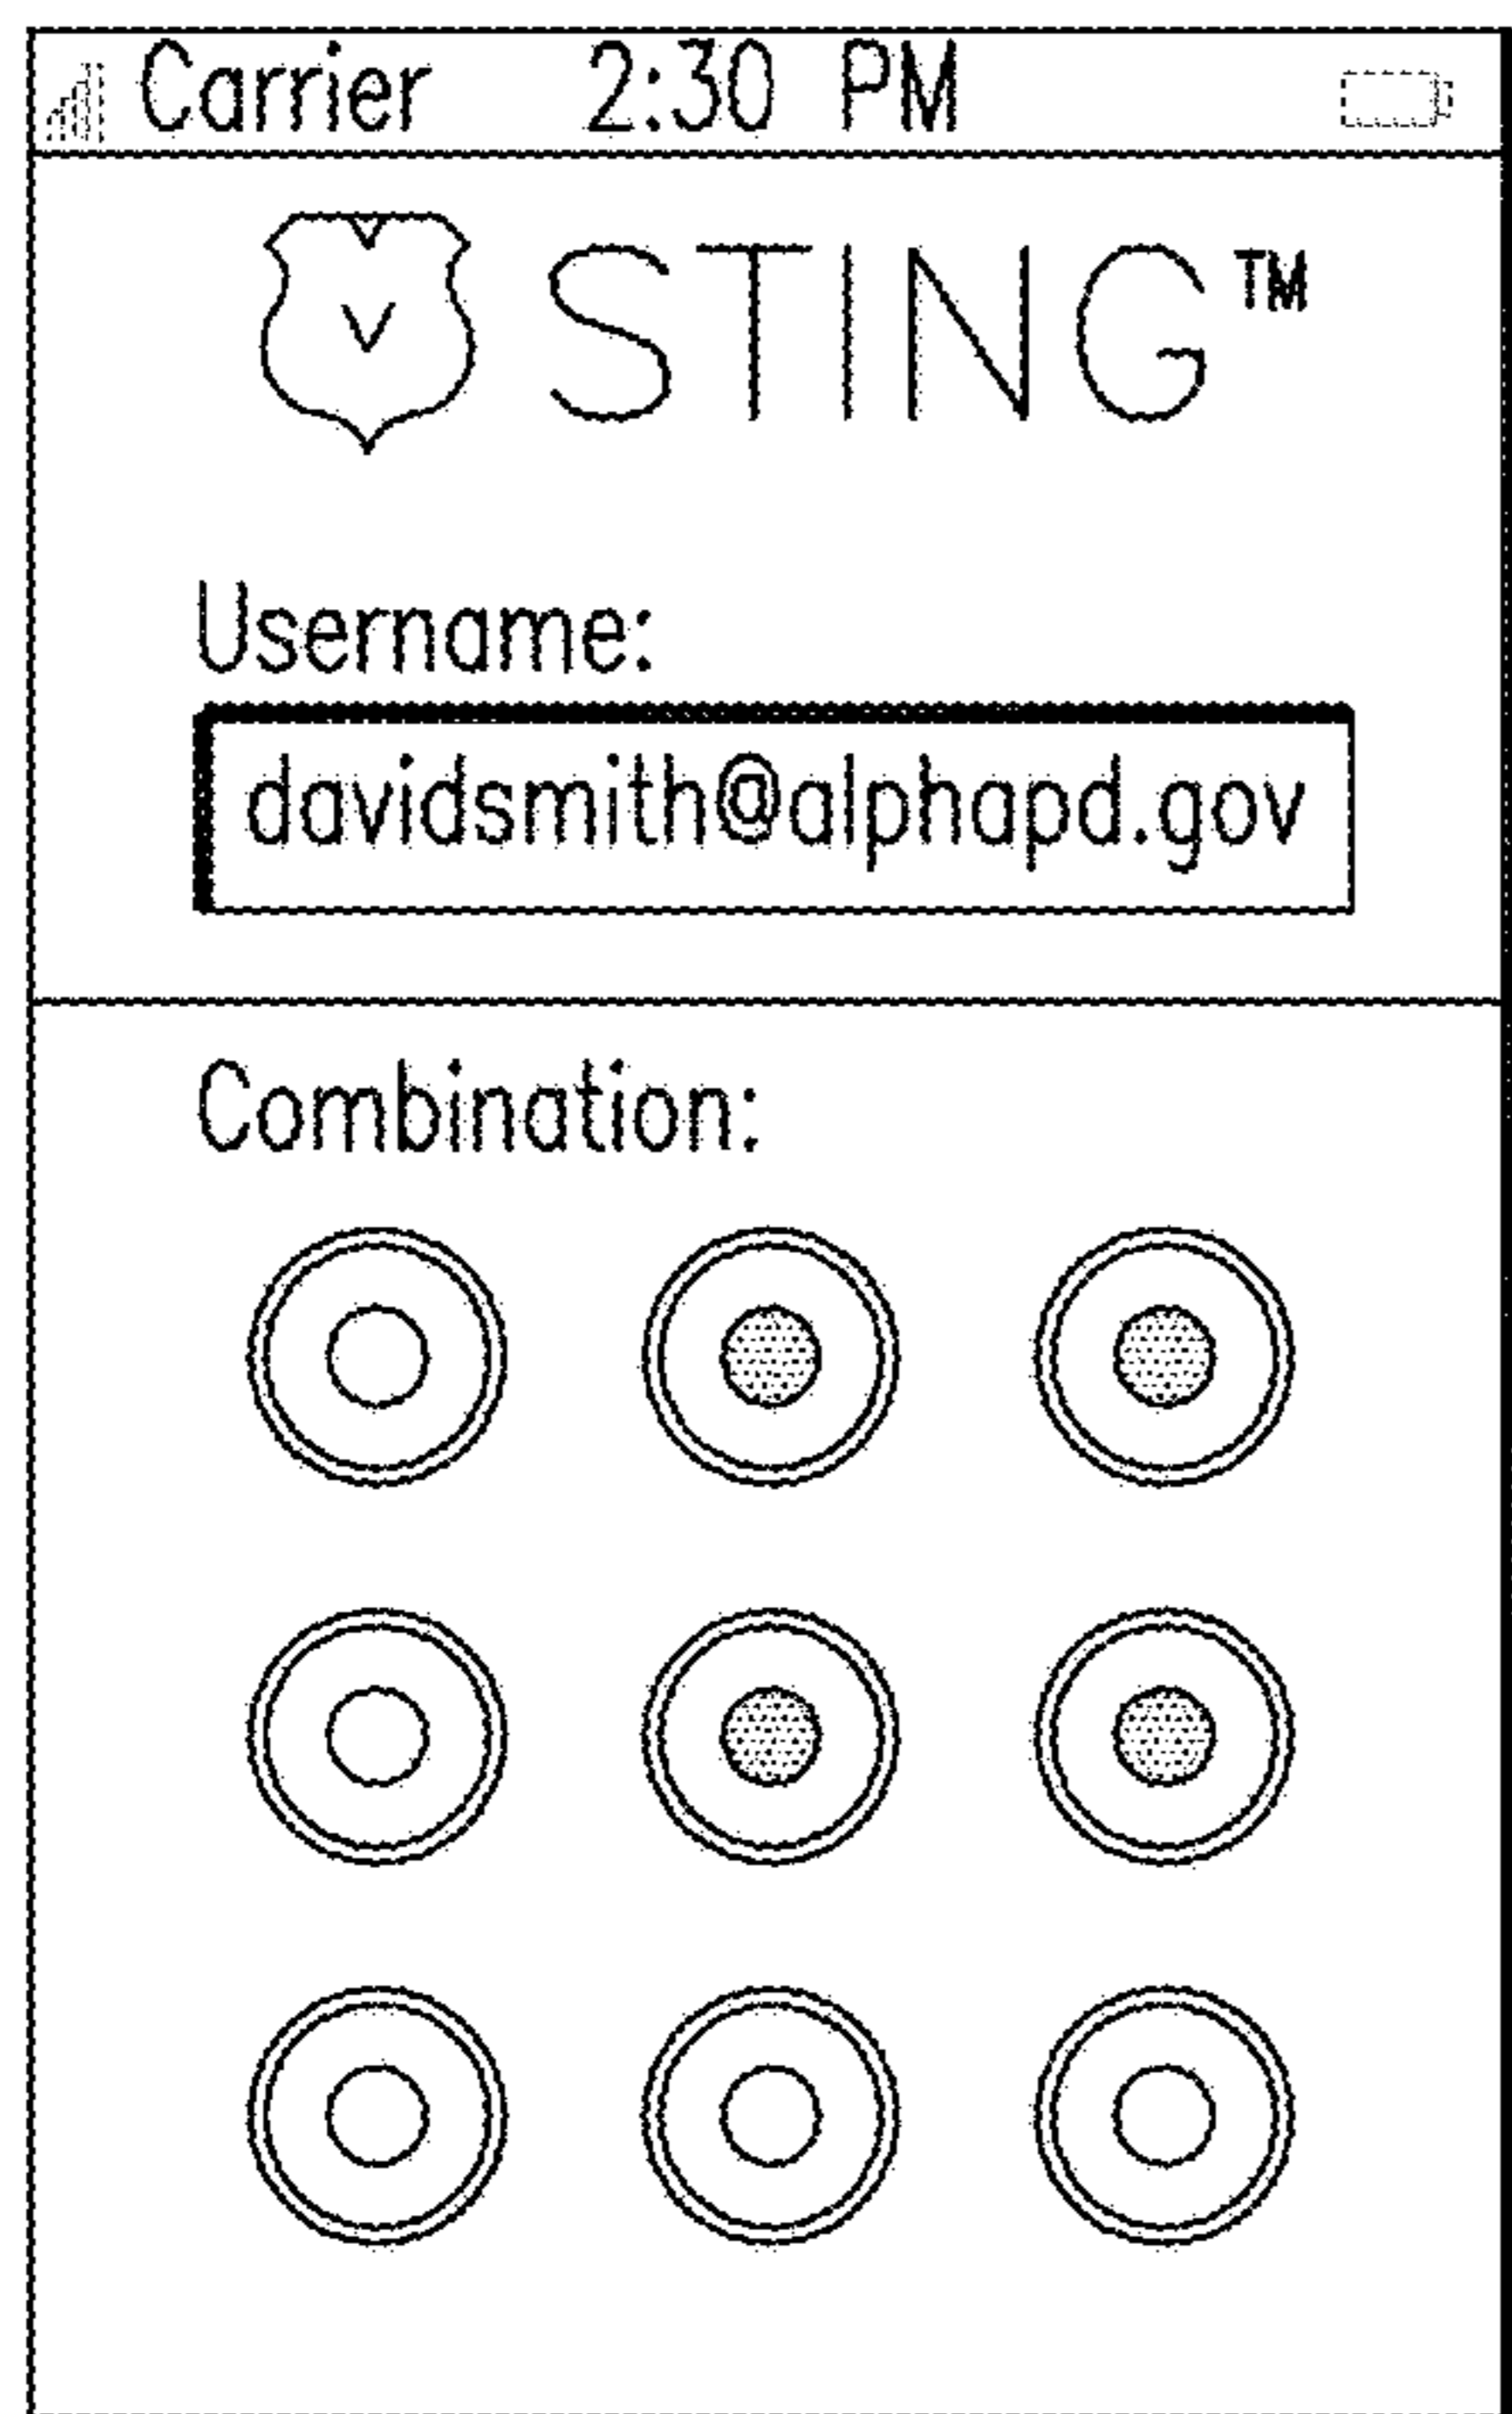 Carrier 2:30 PM
STING™
Username:
davidsmith@alphapd.gov
Combination: